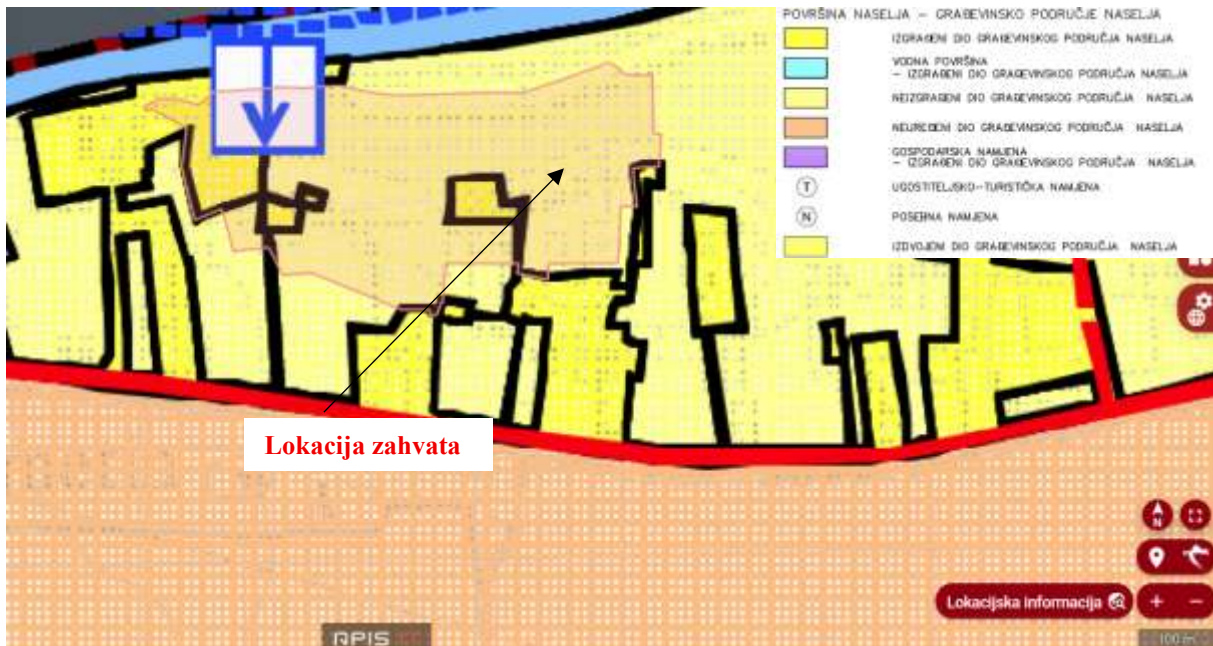 POVRŠINA NASELJA – GRAĐEVINSKO PODRUČJE NASELJA
IZGRAĐENI DIO GRAĐEVINSKOG PODRUČJA NASELJA
VODNA POVRŠINA
– IZGRAĐENI DIO GRAĐEVINSKOG PODRUČJA NASELJA
NEIZGRAĐENI DIO GRAĐEVINSKOG PODRUČJA NASELJA
NEUREĐENI DIO GRAĐEVINSKOG PODRUČJA NASELJA
GOSPODARSKA NAMJENA
– IZGRAĐENI DIO GRAĐEVINSKOG PODRUČJA NASELJA
T UGOSTITELJSKO–TURISTIČKA NAMJENA
N POSEBNA NAMJENA
IZDVOJENI DIO GRAĐEVINSKOG PODRUČJA NASELJA
Lokacija zahvata
N
Lokacijska informacija
+ −
100 m